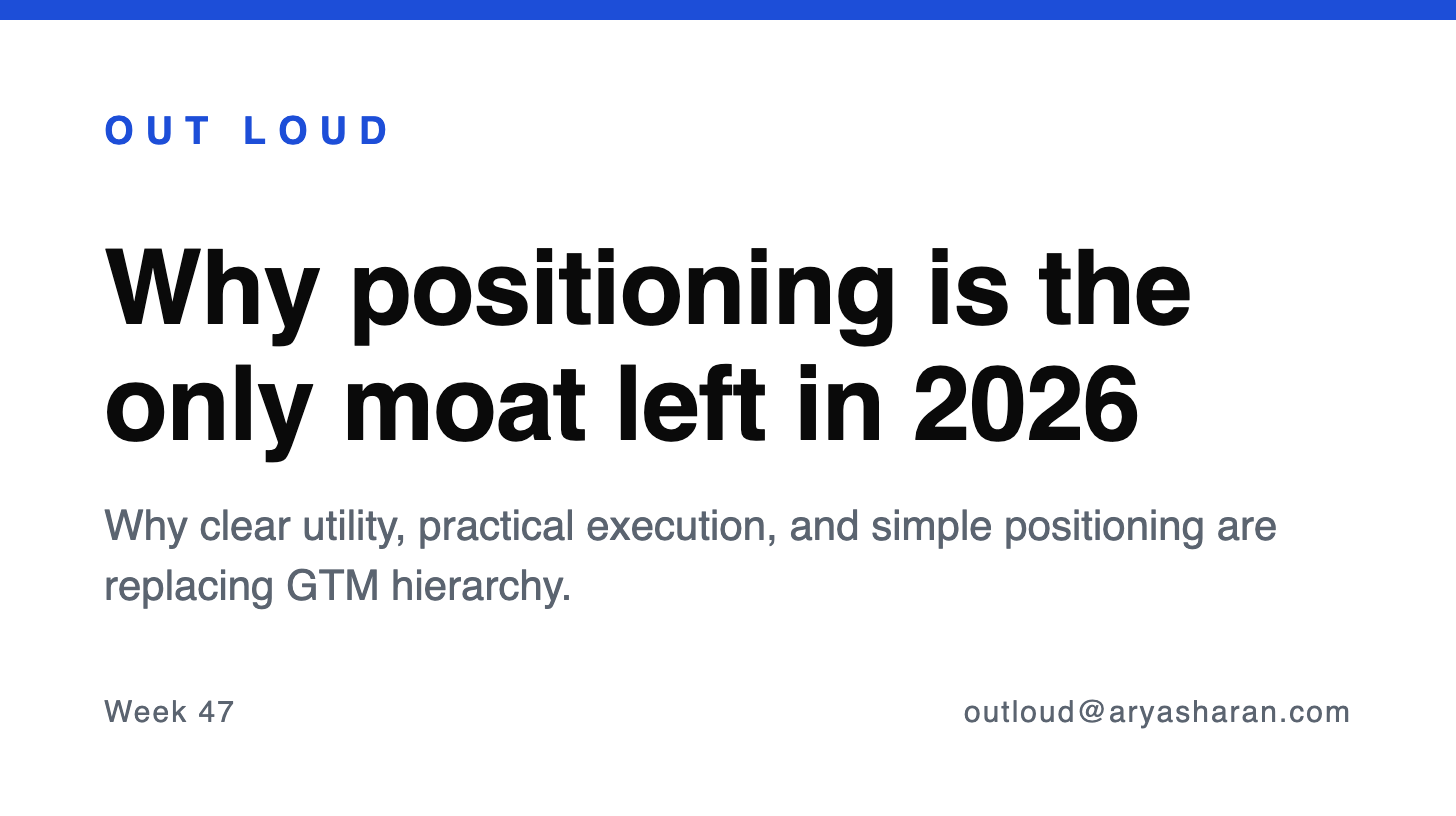 OUT LOUD
Why positioning is the
only moat left in 2026
Why clear utility, practical execution, and simple positioning are
replacing GTM hierarchy.
Week 47
outloud@aryasharan.com